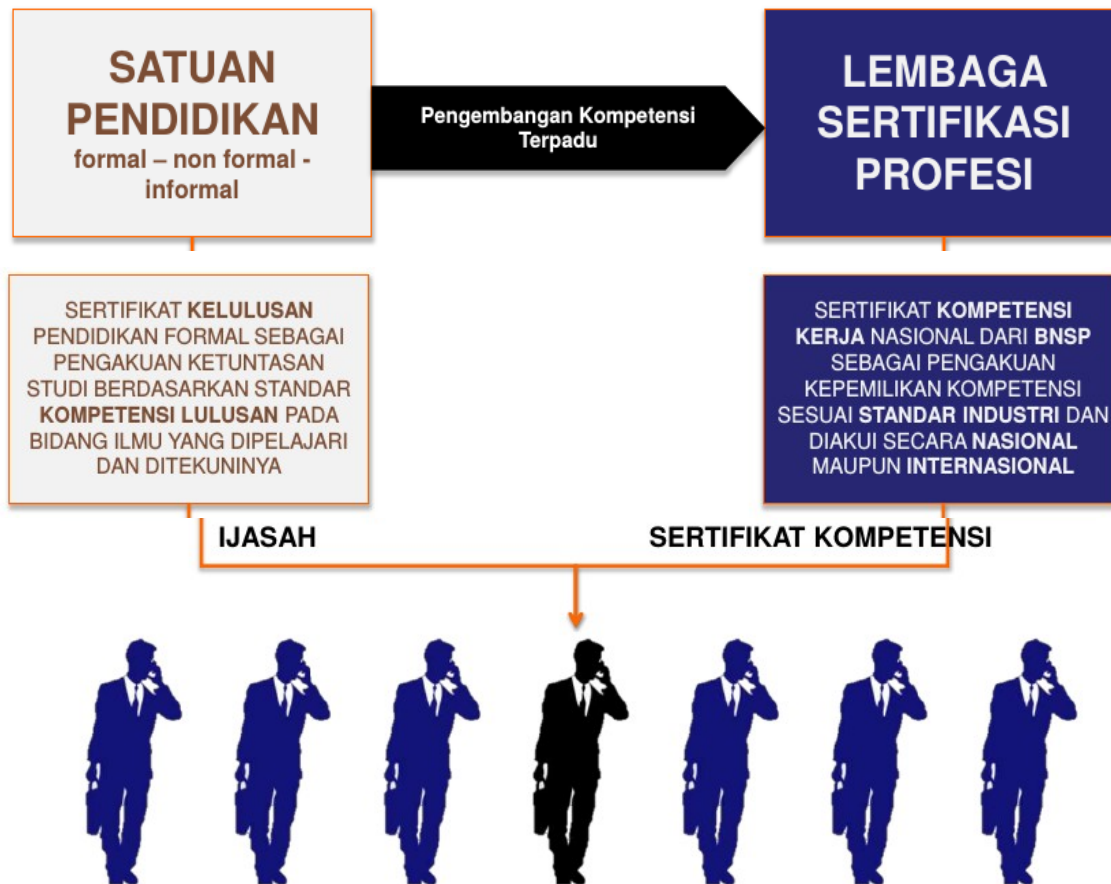 SATUAN
PENDIDIKAN
formal – non formal -
informal
Pengembangan Kompetensi
Terpadu
LEMBAGA
SERTIFIKASI
PROFESI
SERTIFIKAT KELULUSAN
PENDIDIKAN FORMAL SEBAGAI
PENGAKUAN KETUNTASAN
STUDI BERDASARKAN STANDAR
KOMPETENSI LULUSAN PADA
BIDANG ILMU YANG DIPELAJARI
DAN DITEKUNINYA
SERTIFIKAT KOMPETENSI
KERJA NASIONAL DARI BNSP
SEBAGAI PENGAKUAN
KEPEMILIKAN KOMPETENSI
SESUAI STANDAR INDUSTRI DAN
DIAKUI SECARA NASIONAL
MAUPUN INTERNASIONAL
IJASAH
SERTIFIKAT KOMPETENSI